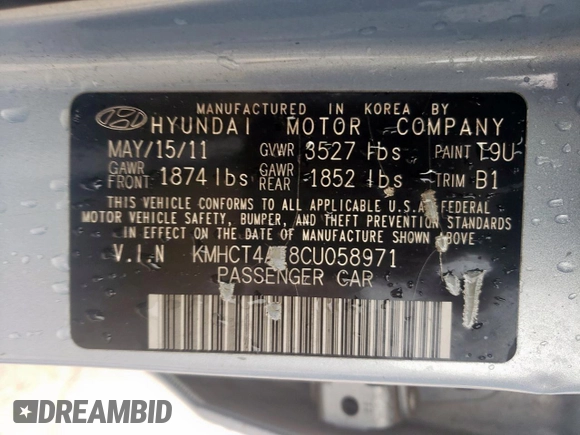 MANUFACTURED IN KOREA BY
HYUNDAI MOTOR COMPANY
MAY/15/11 GVWR 3527 lbs PAINT
GAWR FRONT 1874 lbs GAWR REAR 1852 lbs TRIM B1
THIS VEHICLE CONFORMS TO ALL APPLICABLE U.S.A FEDERAL
MOTOR VEHICLE SAFETY, BUMPER, AND THEFT PREVENTION STANDARDS
IN EFFECT ON THE DATE OF MANUFACTURE SHOWN ABOVE.
V.I.N
PASSENGER CAR
DREAMBID